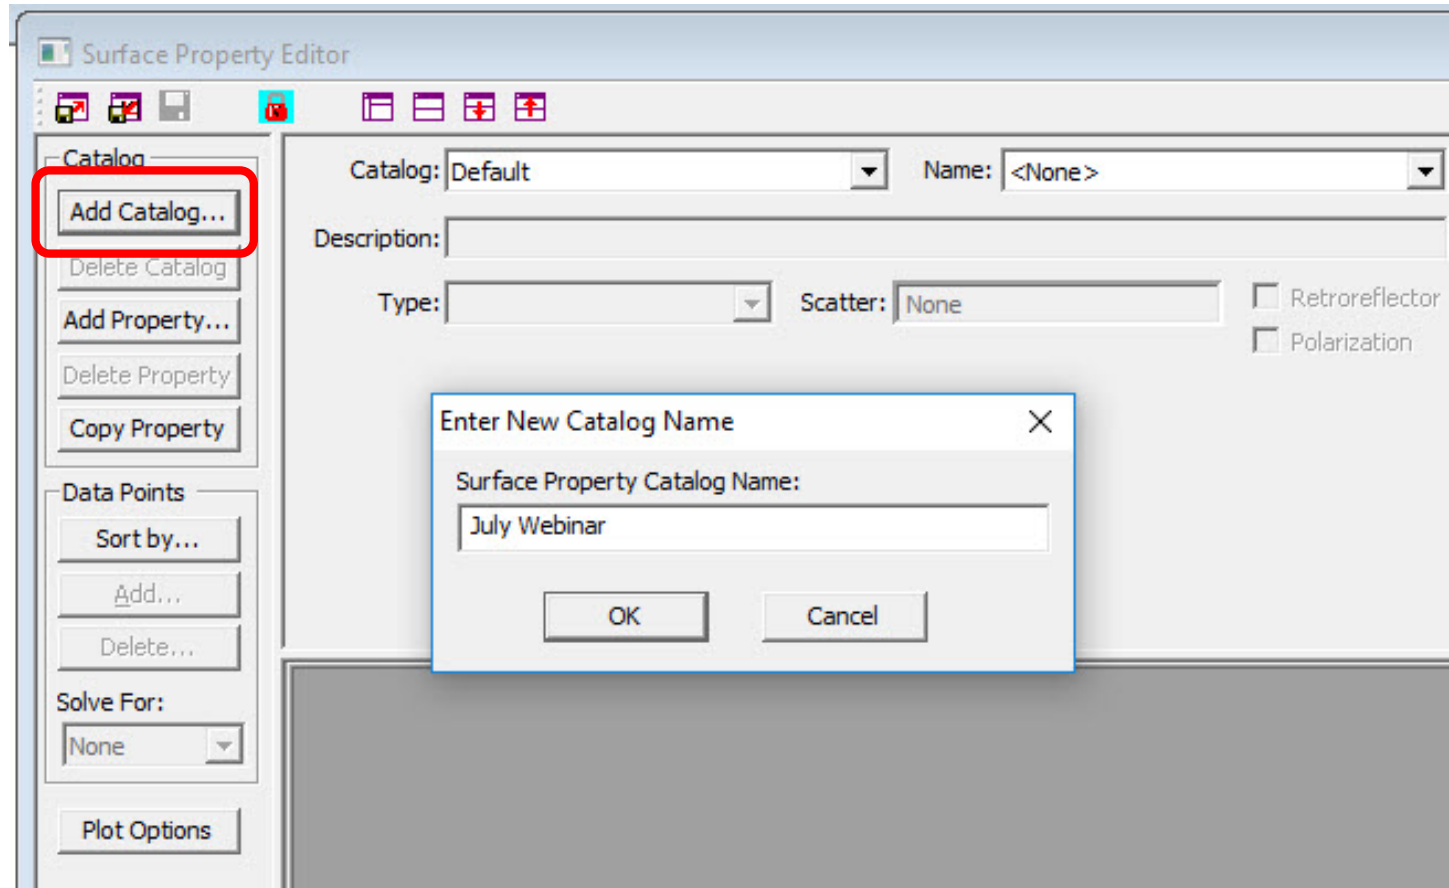 Surface Property Editor
Catalog
Add Catalog...
Delete Catalog
Add Property...
Delete Property
Copy Property
Data Points
Sort by...
Add...
Delete...
Solve For:
None
Plot Options
Catalog: Default Name: <None>
Description:
Type: Scatter: None Retroreflector
Polarization
Enter New Catalog Name
Surface Property Catalog Name:
July Webinar
OK Cancel